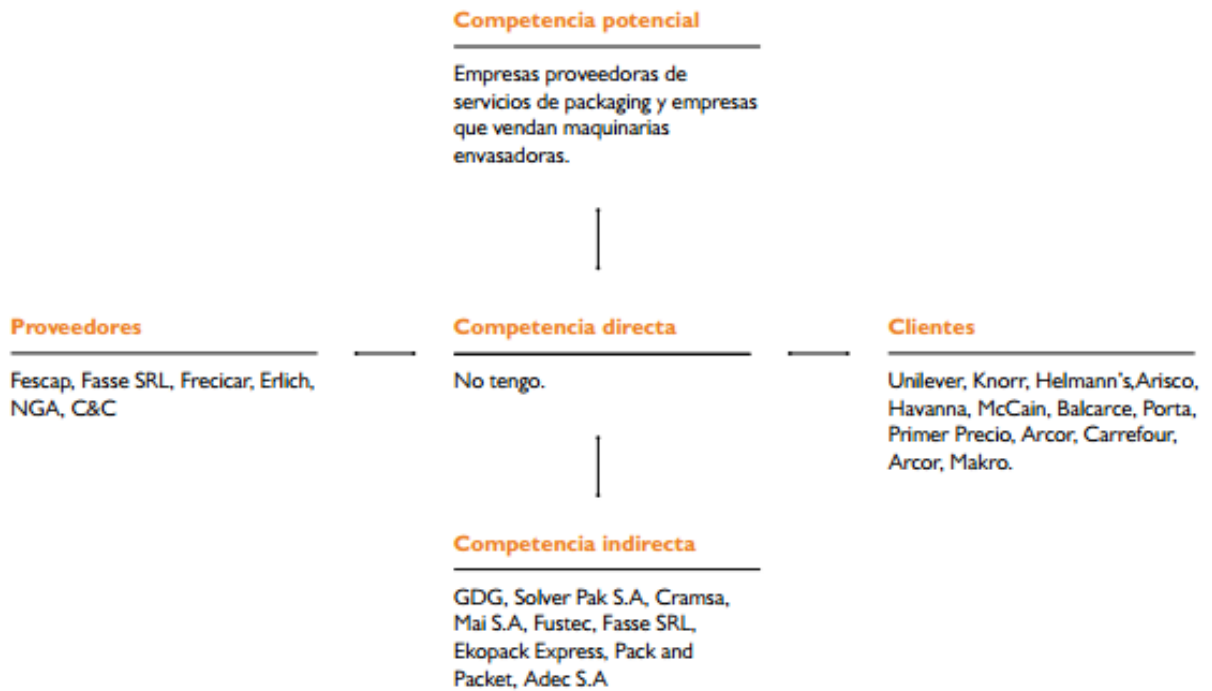 Competencia potencial
Empresas proveedoras de
servicios de packaging y empresas
que vendan maquinarias
envasadoras.
Proveedores
Fescap, Fasse SRL, Frecicar, Erlich,
NGA, C&C
Competencia directa
No tengo.
Clientes
Unilever, Knorr, Helmann's,Arisco,
Havanna, McCain, Balcarce, Porta,
Primer Precio, Arcor, Carrefour,
Arcor, Makro.
Competencia indirecta
GDG, Solver Pak S.A, Cramsa,
Mai S.A, Fustec, Fasse SRL,
Ekopack Express, Pack and
Packet, Adec S.A